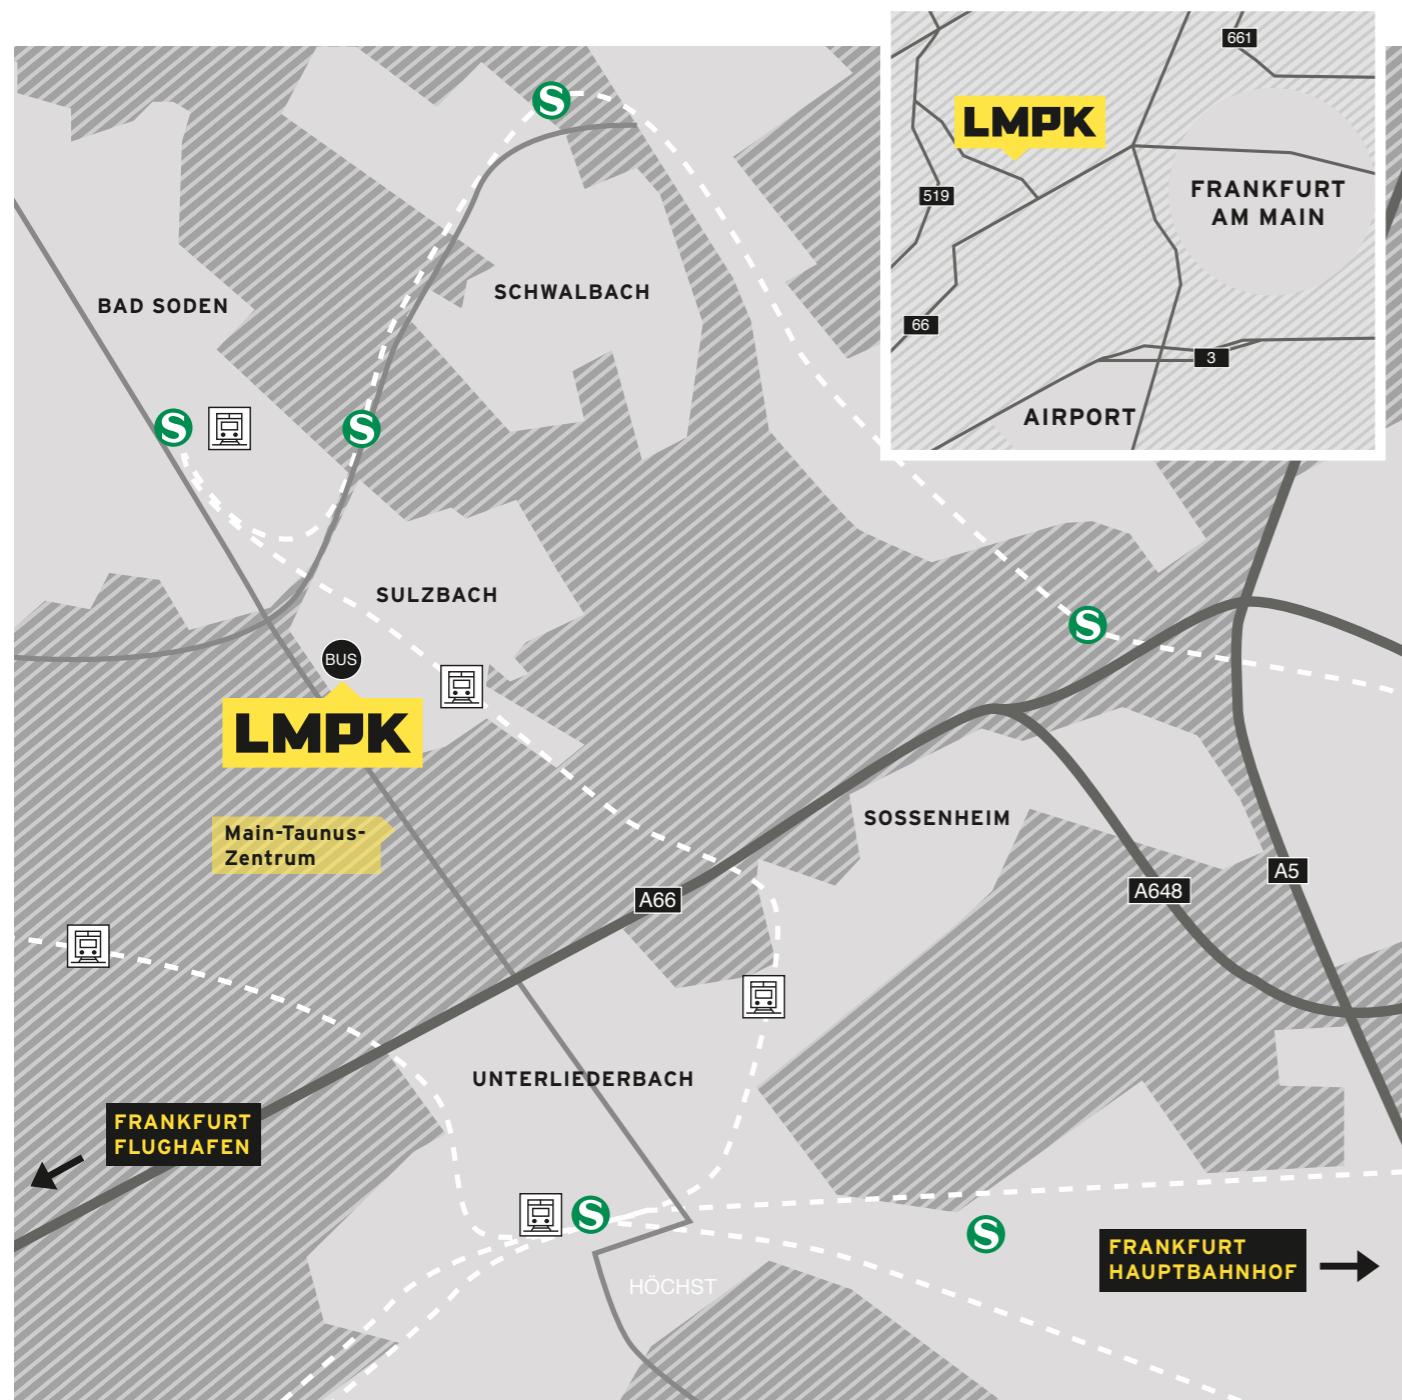 661
LMPK
519
FRANKFURT
AM MAIN
66
3
AIRPORT
S
SCHWALBACH
BAD SODEN
S
S
SULZBACH
S
BUS
LMPK
Main-Taunus-
Zentrum
SOSSENHEIM
A66
A648
A5
UNTERLIEDERBACH
FRANKFURT
FLUGHAFEN
S
S
HÖCHST
FRANKFURT
HAUPTBAHNHOF